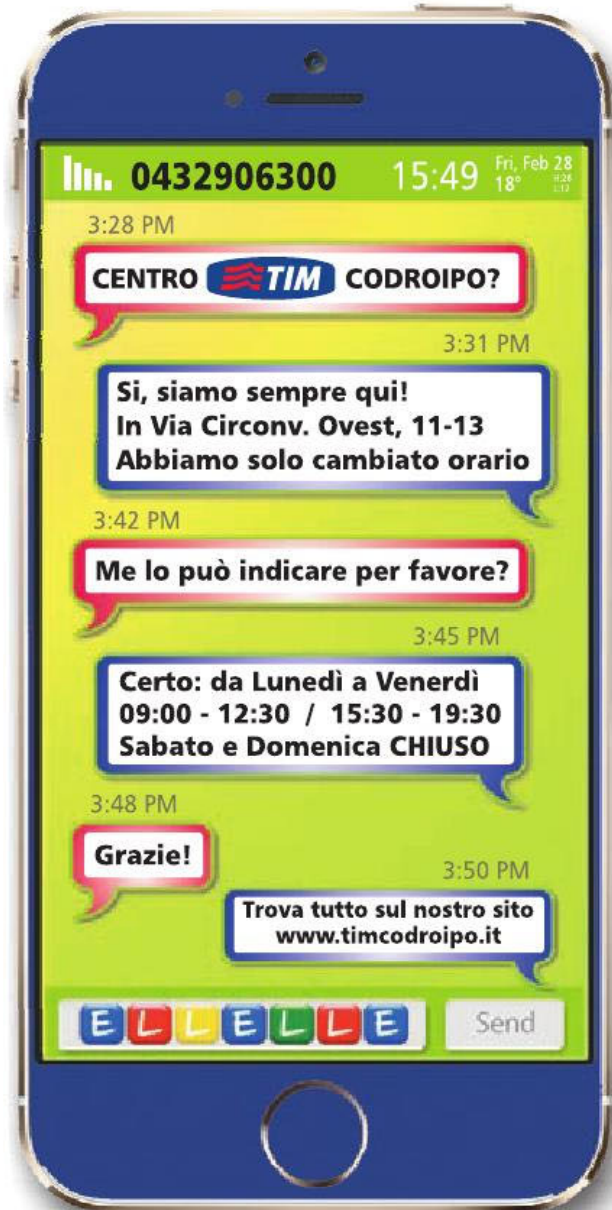 0432906300 15:49 Fri, Feb 28
18°
3:28 PM
CENTRO TIM CODROIPO?
3:31 PM
Si, siamo sempre qui!
In Via Circonv. Ovest, 11-13
Abbiamo solo cambiato orario
3:42 PM
Me lo può indicare per favore?
3:45 PM
Certo: da Lunedì a Venerdì
09:00 - 12:30 / 15:30 - 19:30
Sabato e Domenica CHIUSO
3:48 PM
Grazie!
3:50 PM
Trova tutto sul nostro sito
www.timcodroipo.it
ELLELLE Send